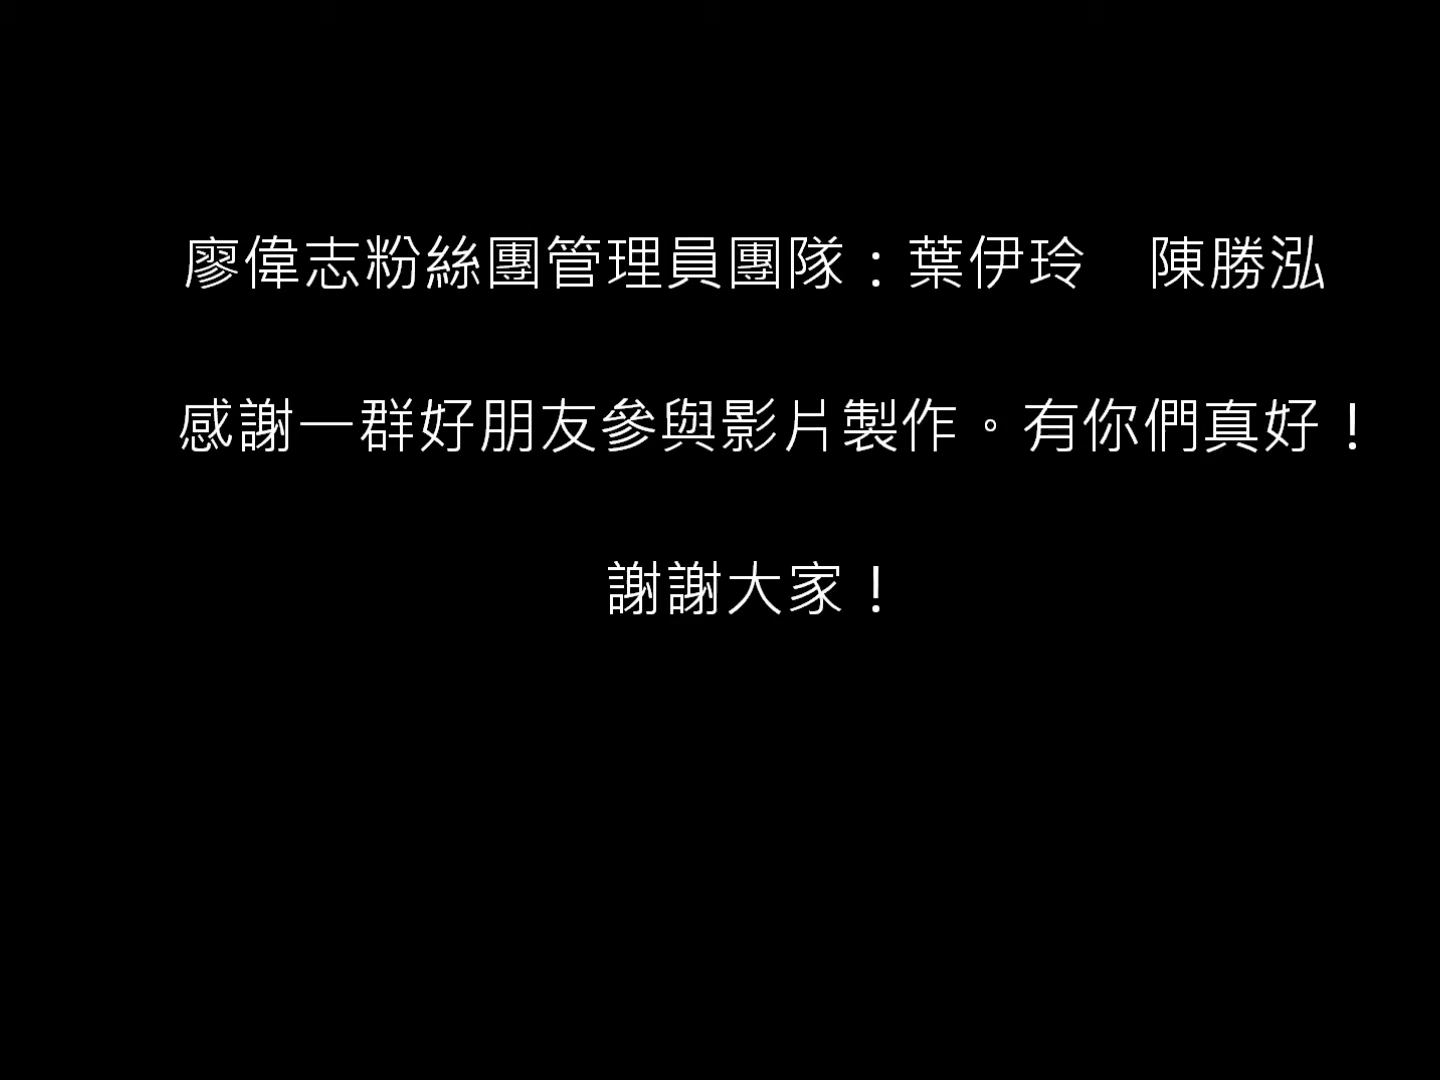 廖偉志粉絲團管理員團隊：葉伊玲　陳勝泓
感謝一群好朋友參與影片製作。有你們真好！
謝謝大家！